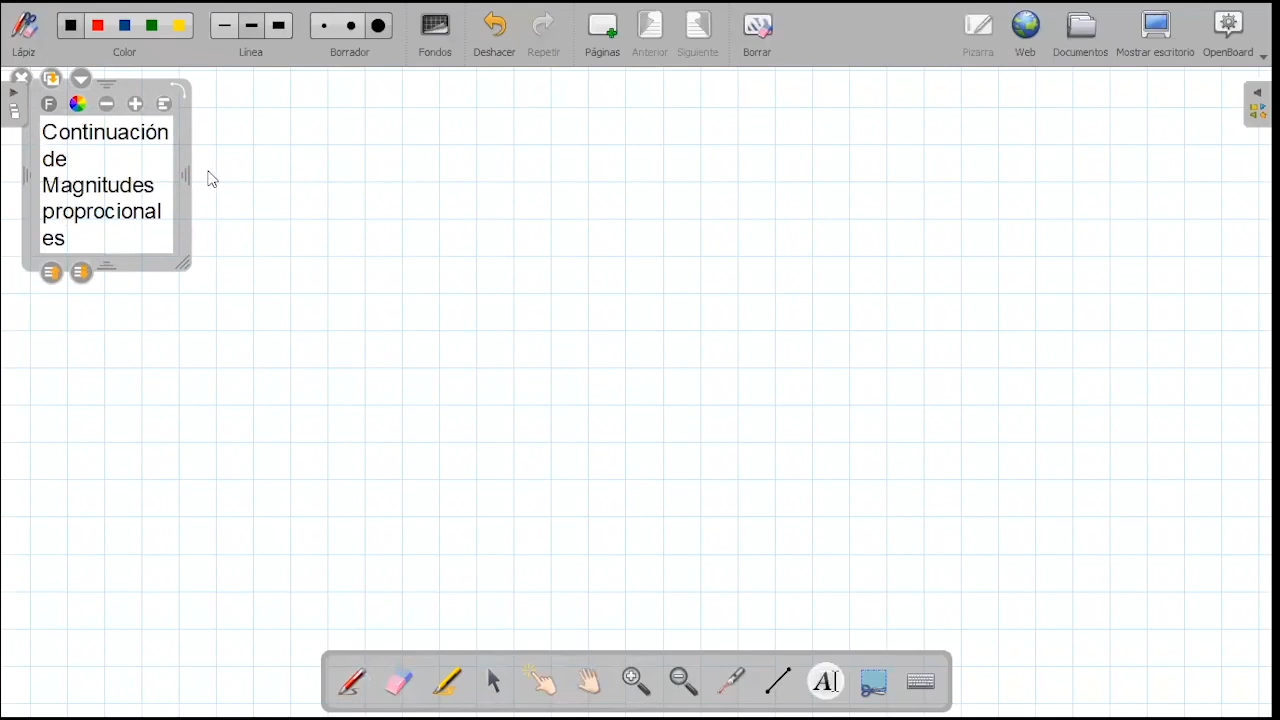 Lápiz Color Línea Borrador Fondos Deshacer Repetir Páginas Anterior Siguiente Borrar Pizarra Web Documentos Mostrar escritorio OpenBoard
F
Continuación
de
Magnitudes
proprocional
es
AI